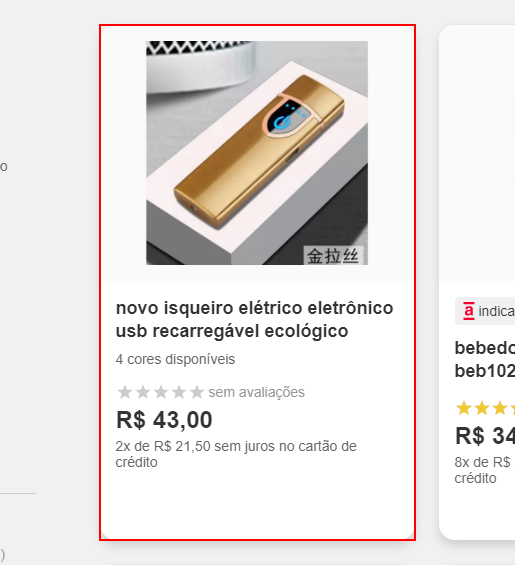 o
金拉丝
novo isqueiro elétrico eletrônico
usb recarregável ecológico
4 cores disponíveis
sem avaliações
R$ 43,00
2x de R$ 21,50 sem juros no cartão de
crédito
a indica
bebedo
beb102
R$ 34
8x de R$
crédito
)